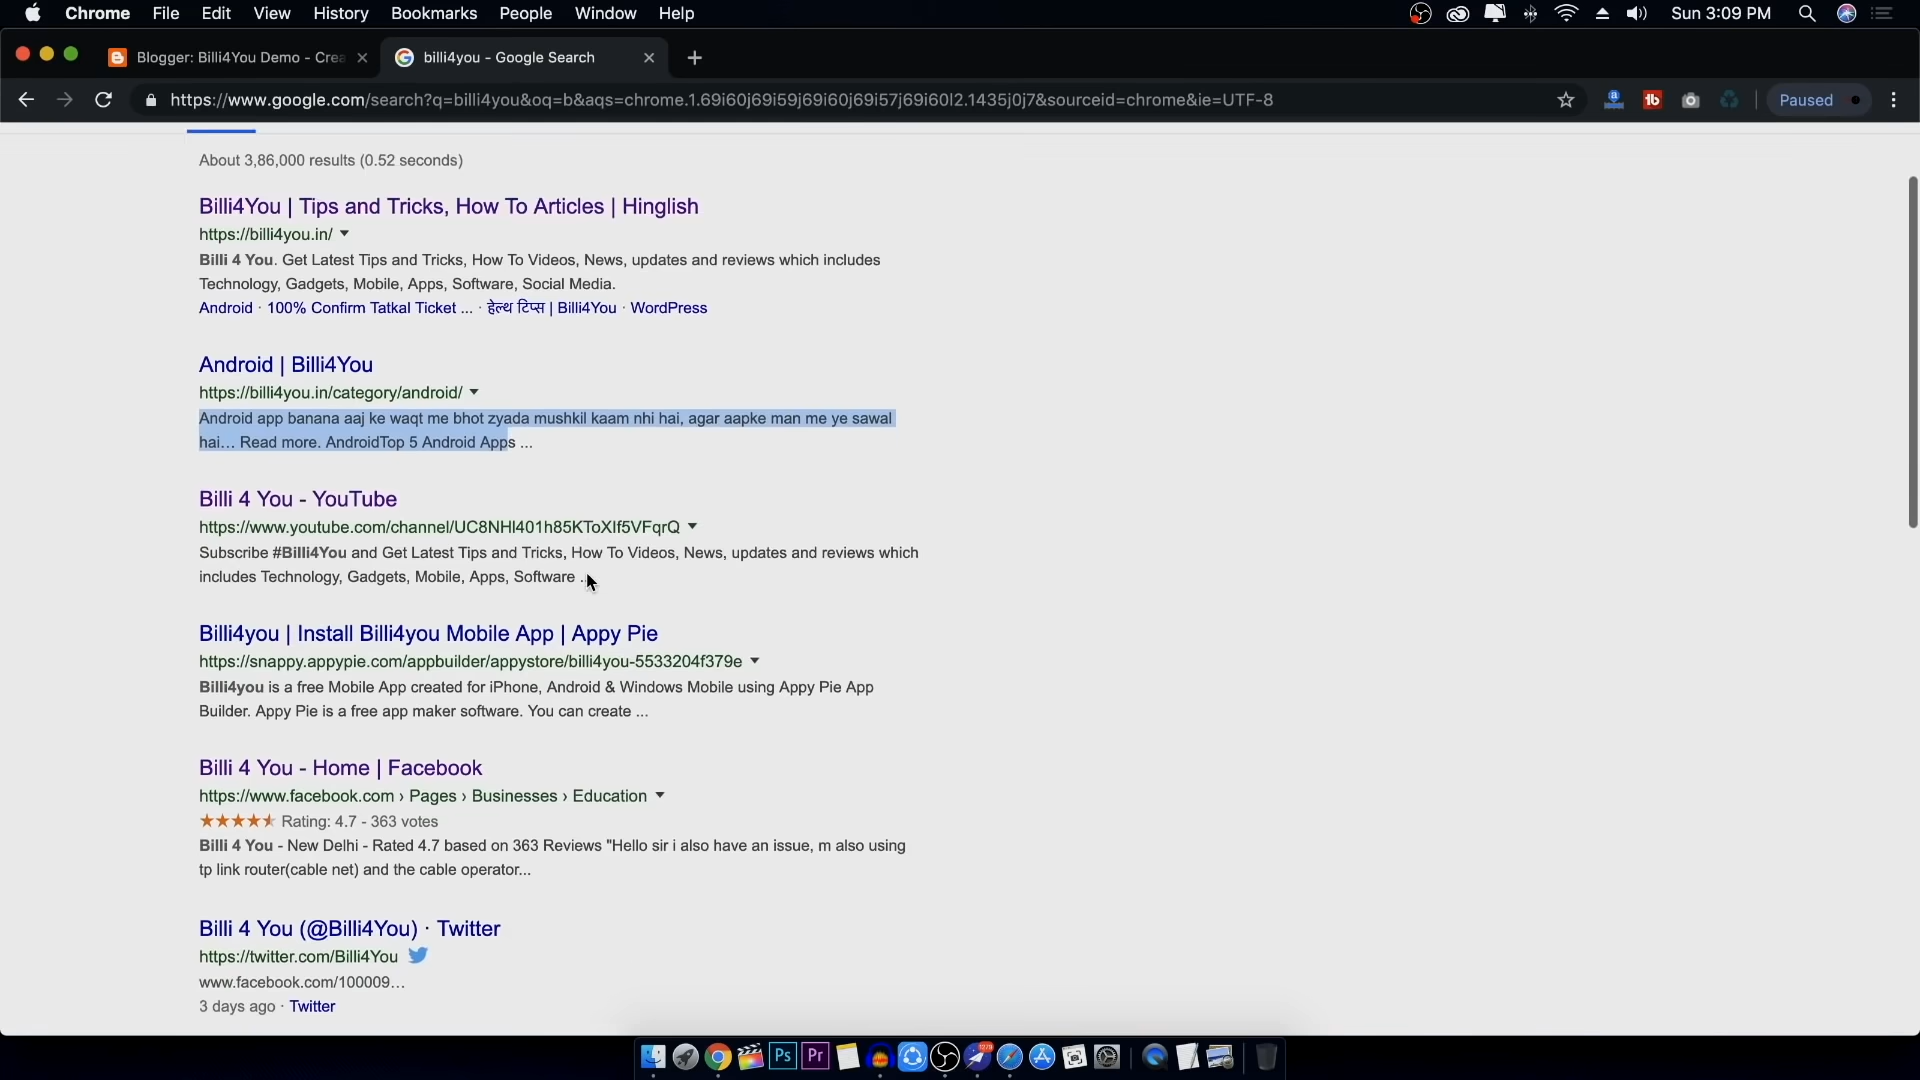 Chrome File Edit View History Bookmarks People Window Help Sun 3:09 PM
Blogger: Billi4You Demo - Crea billi4you - Google Search
https://www.google.com/search?q=billi4you&oq=b&aqs=chrome.1.69i60j69i59j69i60j69i57j69i60l2.1435j0j7&sourceid=chrome&ie=UTF-8 Paused
About 3,86,000 results (0.52 seconds)
Billi4You | Tips and Tricks, How To Articles | Hinglish
https://billi4you.in/
Billi 4 You. Get Latest Tips and Tricks, How To Videos, News, updates and reviews which includes
Technology, Gadgets, Mobile, Apps, Software, Social Media.
Android · 100% Confirm Tatkal Ticket ... · हेल्थ टिप्स | Billi4You · WordPress
Android | Billi4You
https://billi4you.in/category/android/
Android app banana aaj ke waqt me bhot zyada mushkil kaam nhi hai, agar aapke man me ye sawal
hai… Read more. AndroidTop 5 Android Apps ...
Billi 4 You - YouTube
https://www.youtube.com/channel/UC8NHl401h85KToXIf5VFqrQ
Subscribe #Billi4You and Get Latest Tips and Tricks, How To Videos, News, updates and reviews which
includes Technology, Gadgets, Mobile, Apps, Software ..
Billi4you | Install Billi4you Mobile App | Appy Pie
https://snappy.appypie.com/appbuilder/appystore/billi4you-5533204f379e
Billi4you is a free Mobile App created for iPhone, Android & Windows Mobile using Appy Pie App
Builder. Appy Pie is a free app maker software. You can create ...
Billi 4 You - Home | Facebook
https://www.facebook.com › Pages › Businesses › Education
Rating: 4.7 - 363 votes
Billi 4 You - New Delhi - Rated 4.7 based on 363 Reviews "Hello sir i also have an issue, m also using
tp link router(cable net) and the cable operator...
Billi 4 You (@Billi4You) · Twitter
https://twitter.com/Billi4You
www.facebook.com/100009…
3 days ago · Twitter
Ps Pr